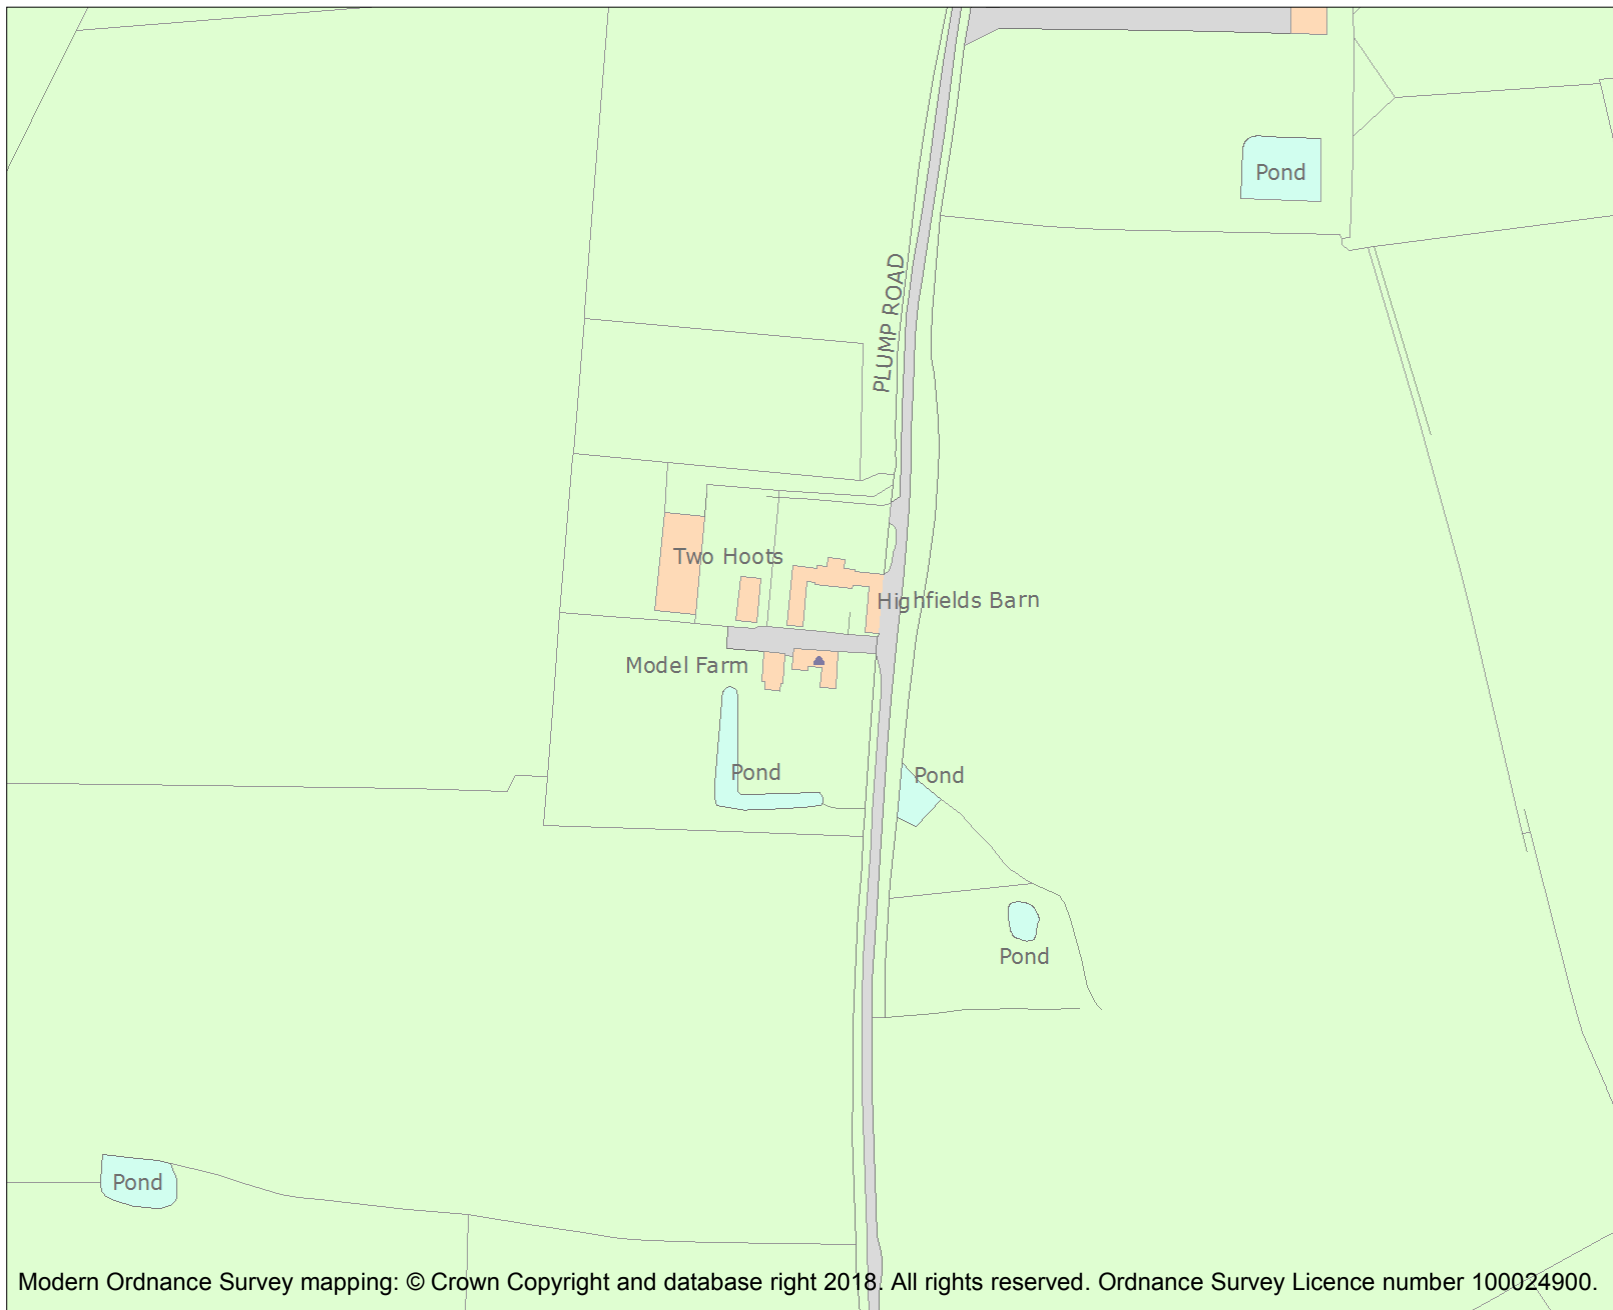 Pond
PLUMP ROAD
Two Hoots
Highfields Barn
Model Farm
Pond
Pond
Pond
Pond
Modern Ordnance Survey mapping: © Crown Copyright and database right 2018. All rights reserved. Ordnance Survey Licence number 100024900.